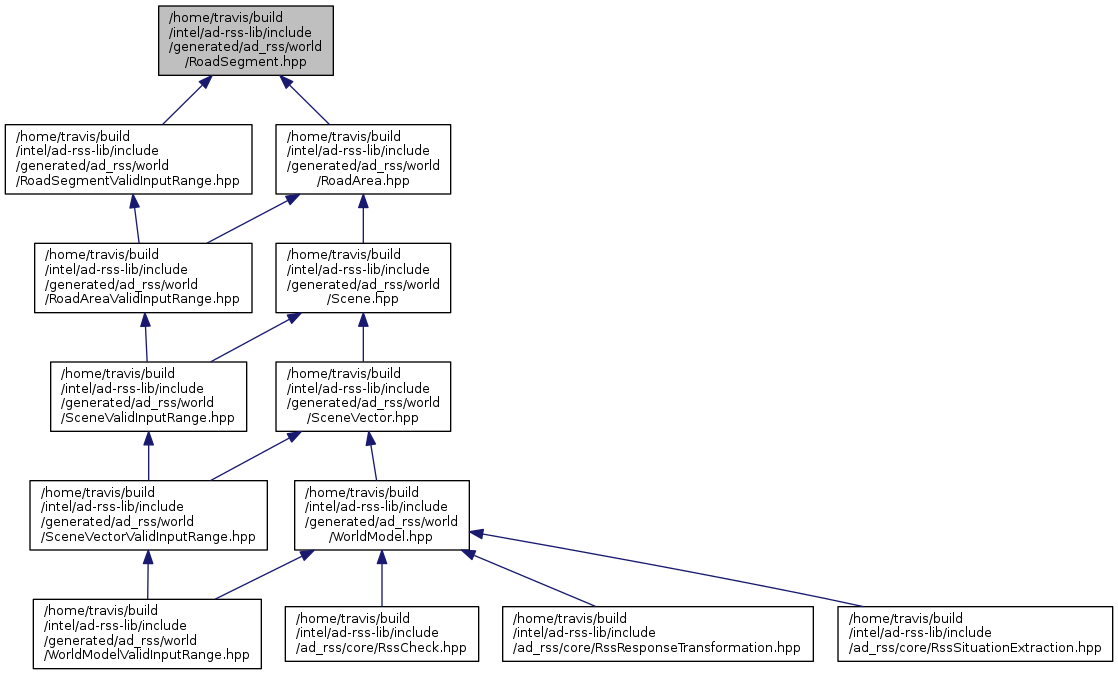 /home/travis/build
/intel/ad-rss-lib/include
/generated/ad_rss/world
/RoadSegment.hpp
/home/travis/build
/intel/ad-rss-lib/include
/generated/ad_rss/world
/RoadSegmentValidInputRange.hpp
/home/travis/build
/intel/ad-rss-lib/include
/generated/ad_rss/world
/RoadArea.hpp
/home/travis/build
/intel/ad-rss-lib/include
/generated/ad_rss/world
/RoadAreaValidInputRange.hpp
/home/travis/build
/intel/ad-rss-lib/include
/generated/ad_rss/world
/Scene.hpp
/home/travis/build
/intel/ad-rss-lib/include
/generated/ad_rss/world
/SceneValidInputRange.hpp
/home/travis/build
/intel/ad-rss-lib/include
/generated/ad_rss/world
/SceneVector.hpp
/home/travis/build
/intel/ad-rss-lib/include
/generated/ad_rss/world
/SceneVectorValidInputRange.hpp
/home/travis/build
/intel/ad-rss-lib/include
/generated/ad_rss/world
/WorldModel.hpp
/home/travis/build
/intel/ad-rss-lib/include
/generated/ad_rss/world
/WorldModelValidInputRange.hpp
/home/travis/build
/intel/ad-rss-lib/include
/ad_rss/core/RssCheck.hpp
/home/travis/build
/intel/ad-rss-lib/include
/ad_rss/core/RssResponseTransformation.hpp
/home/travis/build
/intel/ad-rss-lib/include
/ad_rss/core/RssSituationExtraction.hpp